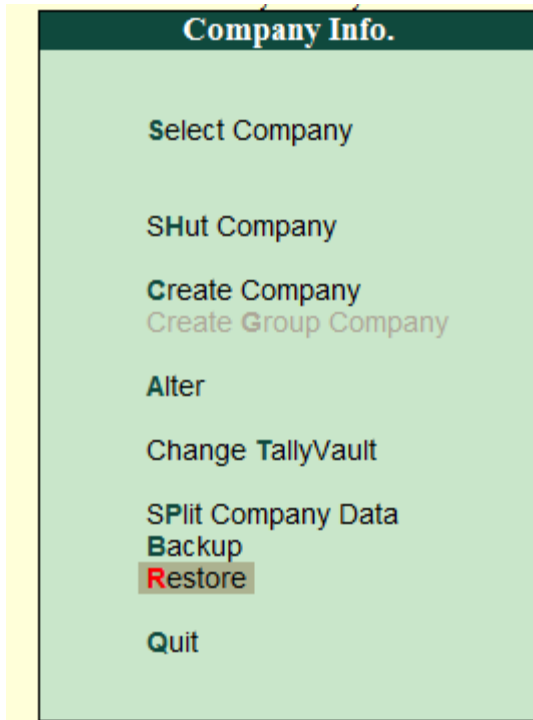 Company Info.
Select Company
SHut Company
Create Company
Create Group Company
Alter
Change TallyVault
SPlit Company Data
Backup
Restore
Quit